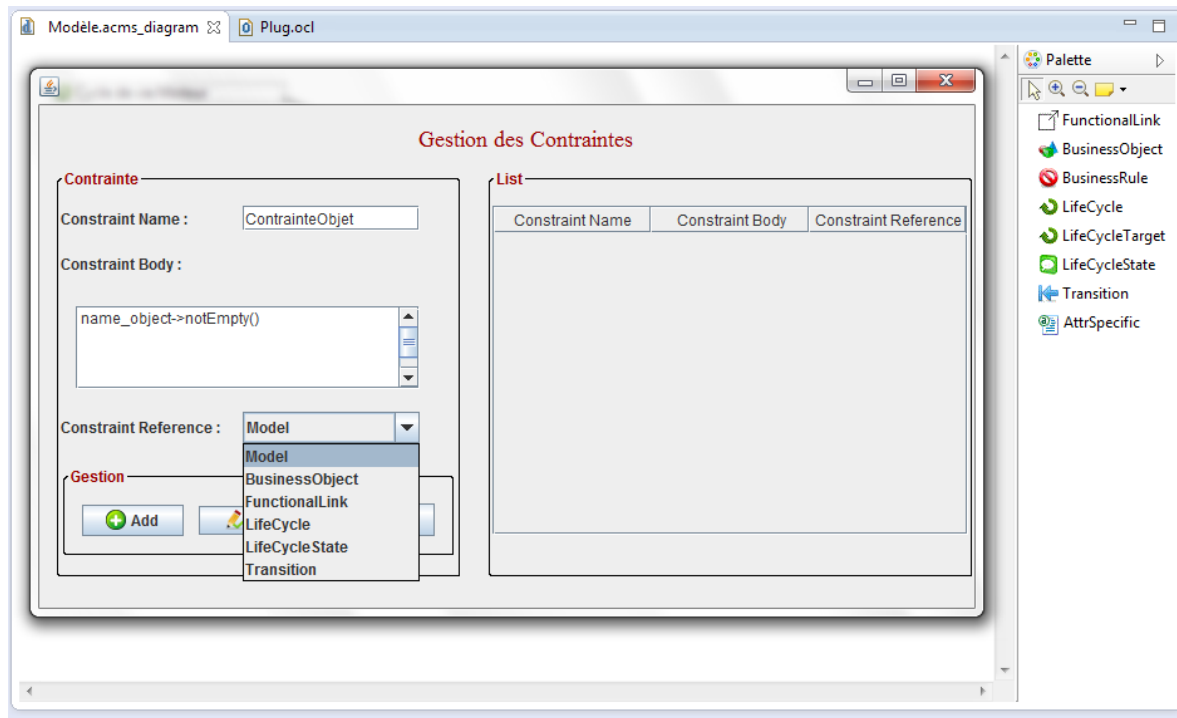 Modèle.acms_diagram
Plug.ocl
Palette
FunctionalLink
BusinessObject
BusinessRule
LifeCycle
LifeCycleTarget
LifeCycleState
Transition
AttrSpecific
Gestion des Contraintes
Contrainte
Constraint Name :
ContrainteObjet
Constraint Body :
name_object->notEmpty()
Constraint Reference :
Model
Model
BusinessObject
FunctionalLink
LifeCycle
LifeCycleState
Transition
Gestion
Add
List
Constraint Name Constraint Body Constraint Reference